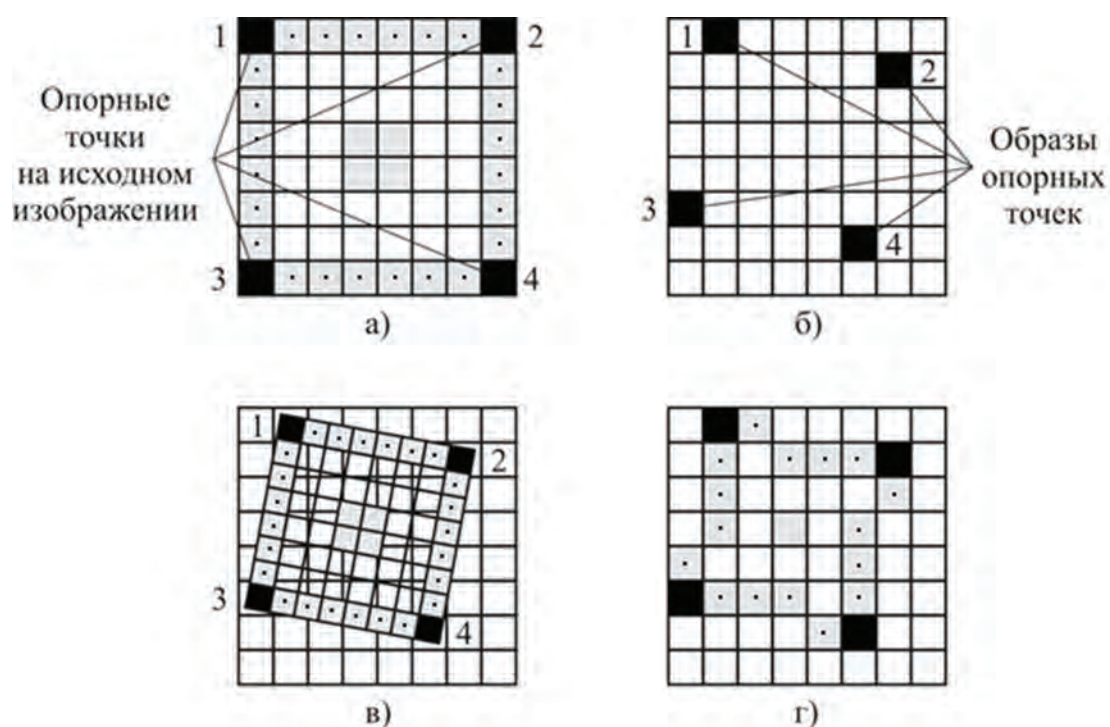 1
2
Опорные
точки
на исходном
изображении
3
4
а)
1
2
3
4
Образы
опорных
точек
б)
1
2
3
4
в)
г)